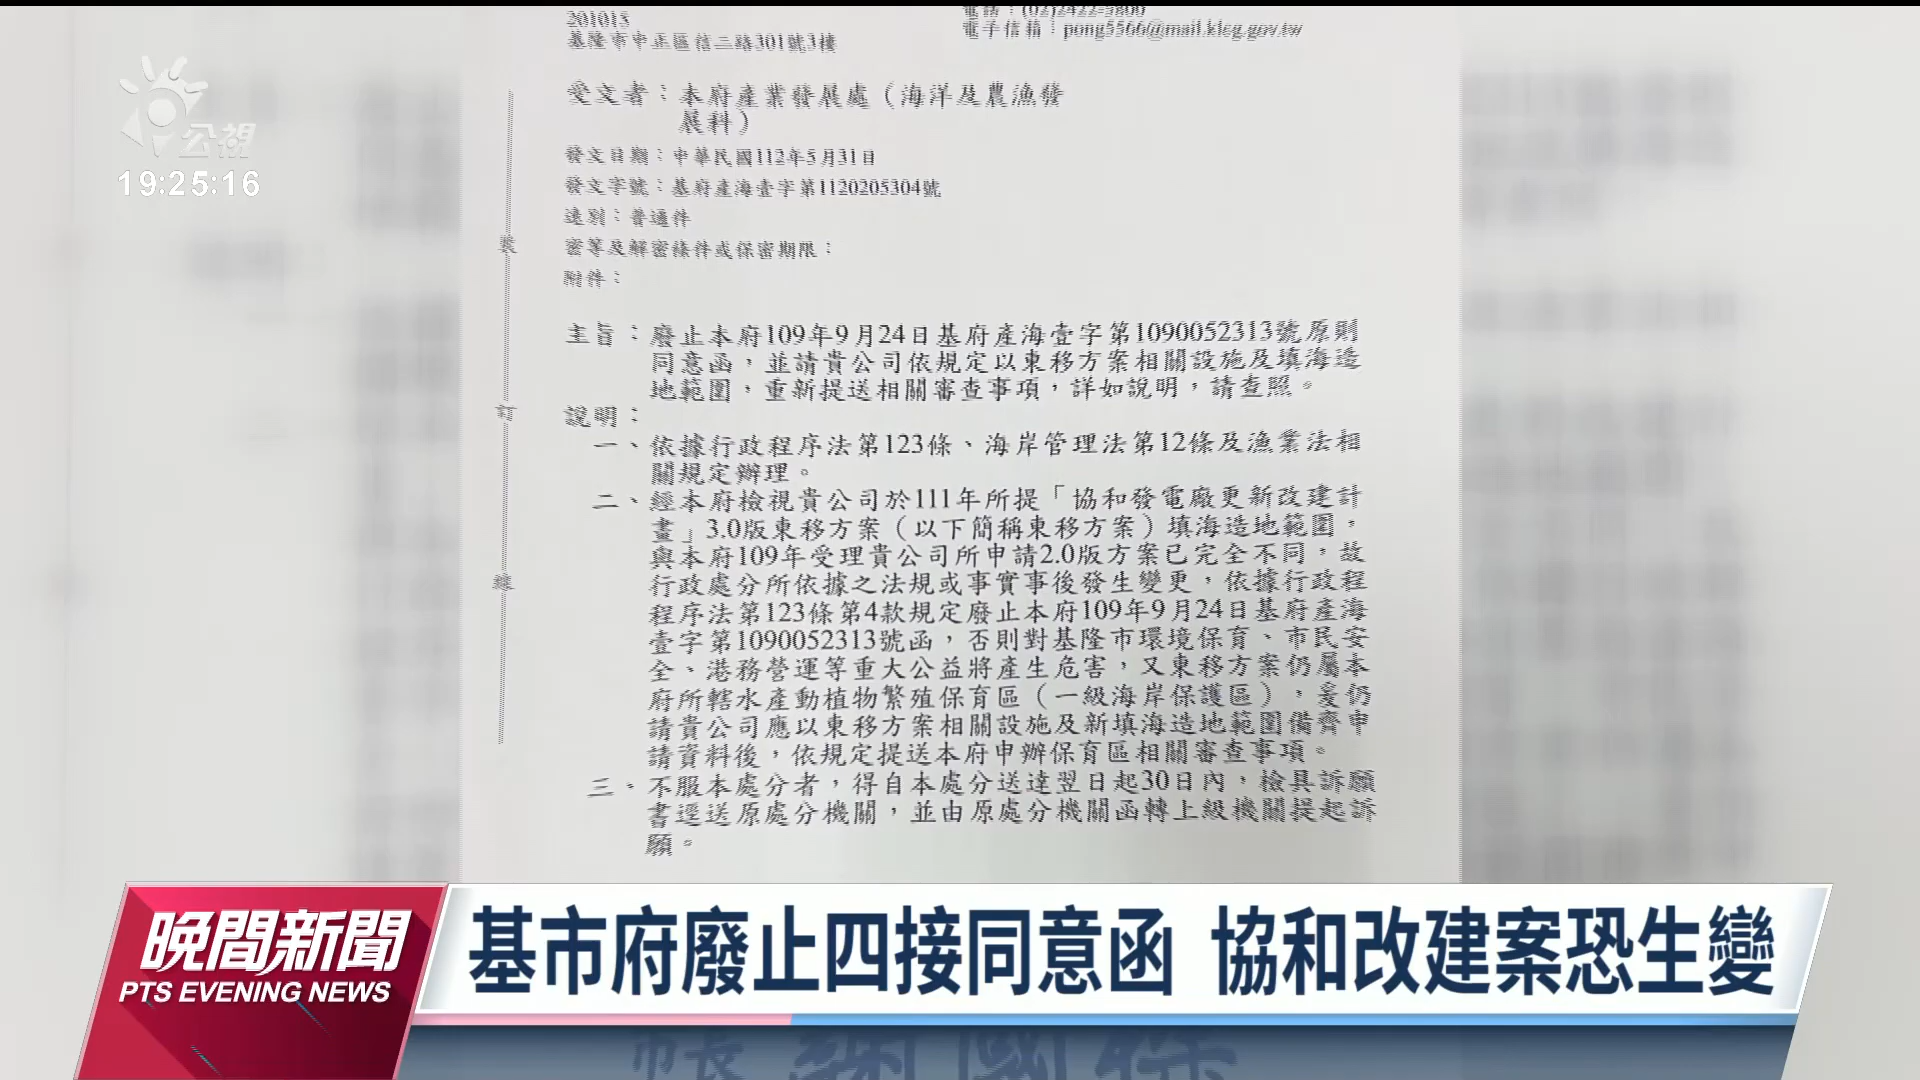 201015
基隆市中正區信二路301號3樓
電話：(02)2422-5800
電子信箱：pong5566@mail.klcg.gov.tw
公視
19:25:16
受文者：本府產業發展處（海洋及農漁發
展科）
發文日期：中華民國112年5月31日
發文字號：基府產海壹字第1120205304號
速別：普通件
密等及解密條件或保密期限：
附件：
裝
訂
線
主旨：廢止本府109年9月24日基府產海壹字第1090052313號原則
同意函，並請貴公司依規定以東移方案相關設施及填海造
地範圍，重新提送相關審查事項，詳如說明，請查照。
說明：
一、依據行政程序法第123條、海岸管理法第12條及漁業法相
關規定辦理。
二、經本府檢視貴公司於111年所提「協和發電廠更新改建計
畫」3.0版東移方案（以下簡稱東移方案）填海造地範圍，
與本府109年受理貴公司所申請2.0版方案已完全不同，故
行政處分所依據之法規或事實事後發生變更，依據行政程
程序法第123條第4款規定廢止本府109年9月24日基府產海
壹字第1090052313號函，否則對基隆市環境保育、市民安
全、港務營運等重大公益將產生危害，又東移方案仍屬本
府所轄水產動植物繁殖保育區（一級海岸保護區），爰仍
請貴公司應以東移方案相關設施及新填海造地範圍備齊申
請資料後，依規定提送本府申辦保育區相關審查事項。
三、不服本處分者，得自本處分送達翌日起30日內，檢具訴願
書逕送原處分機關，並由原處分機關函轉上級機關提起訴
願。
晚間新聞
PTS EVENING NEWS
基市府廢止四接同意函 協和改建案恐生變